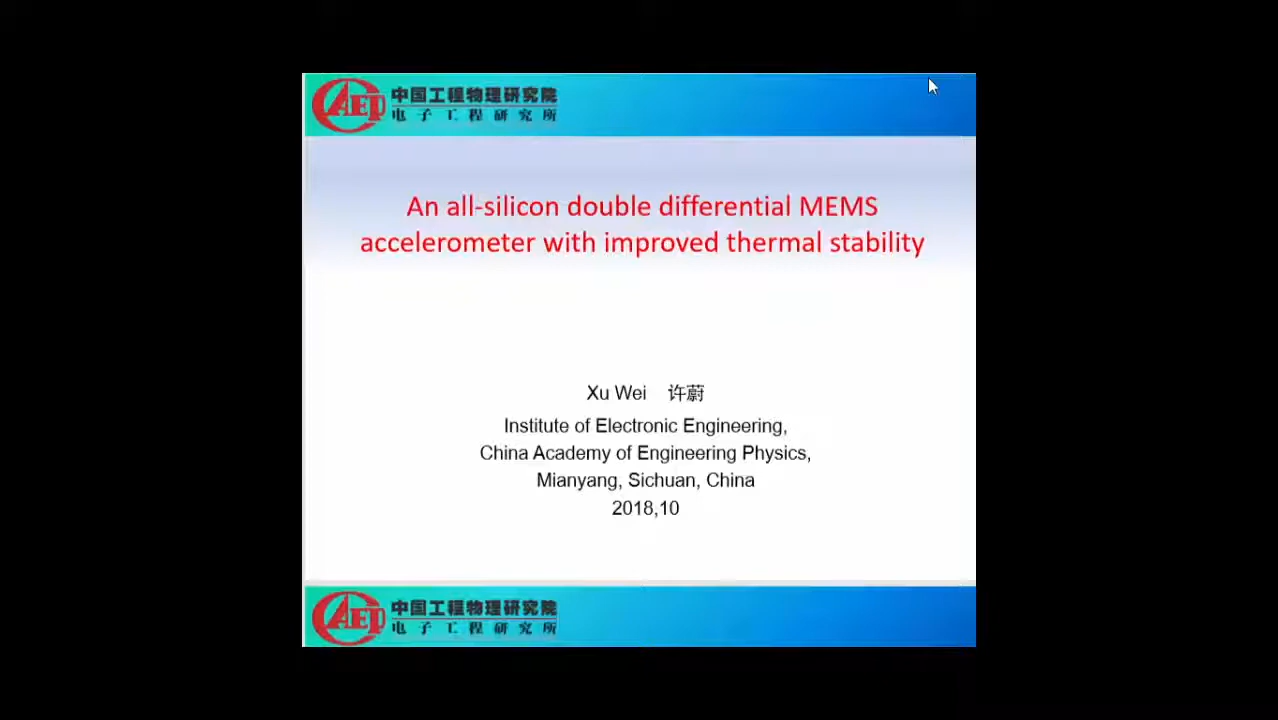 CAEP 中国工程物理研究院
电子工程研究所
An all-silicon double differential MEMS
accelerometer with improved thermal stability
Xu Wei 许蔚
Institute of Electronic Engineering,
China Academy of Engineering Physics,
Mianyang, Sichuan, China
2018,10
CAEP 中国工程物理研究院
电子工程研究所